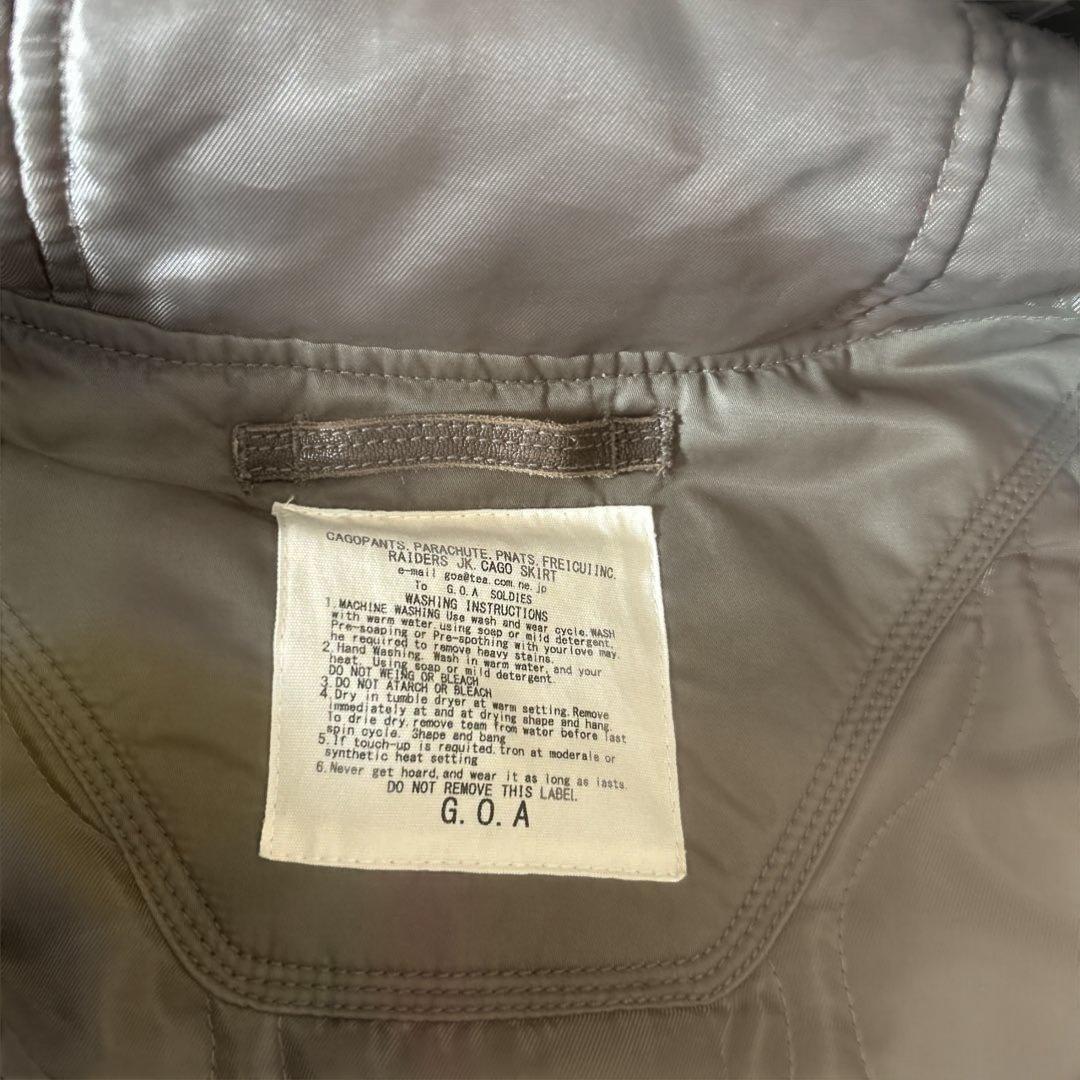 CAGOPANTS. PARACHUTE. PNATS. FREICUIINC.
RAIDERS JK. CAGO SKIRT
e-mail goa@tea.com.ne.jp
To G.O.A SOLDIES
WASHING INSTRUCTIONS
1. MACHINE WASHING Use wash and wear cycle. WASH
with warm water. using soap or mild detergent.
Pre-soaping or Pre-spothing with your love may.
he required to remove heavy stains.
2. Hand Washing. Wash in warm water, and your
heat. Using soap or mild detergent.
DO NOT WEING OR BLEACH
3. DO NOT ATARCH OR BLEACH
4. Dry in tumble dryer at warm setting. Remove
immediately at and at drying shape and hang.
To drie dry. remove team from water before last
spin cycle. Shape and bang
5. If touch-up is requited. tron at moderale or
synthetic heat setting
6. Never get hoard, and wear it as long as lasts.
DO NOT REMOVE THIS LABEL.
G.O.A